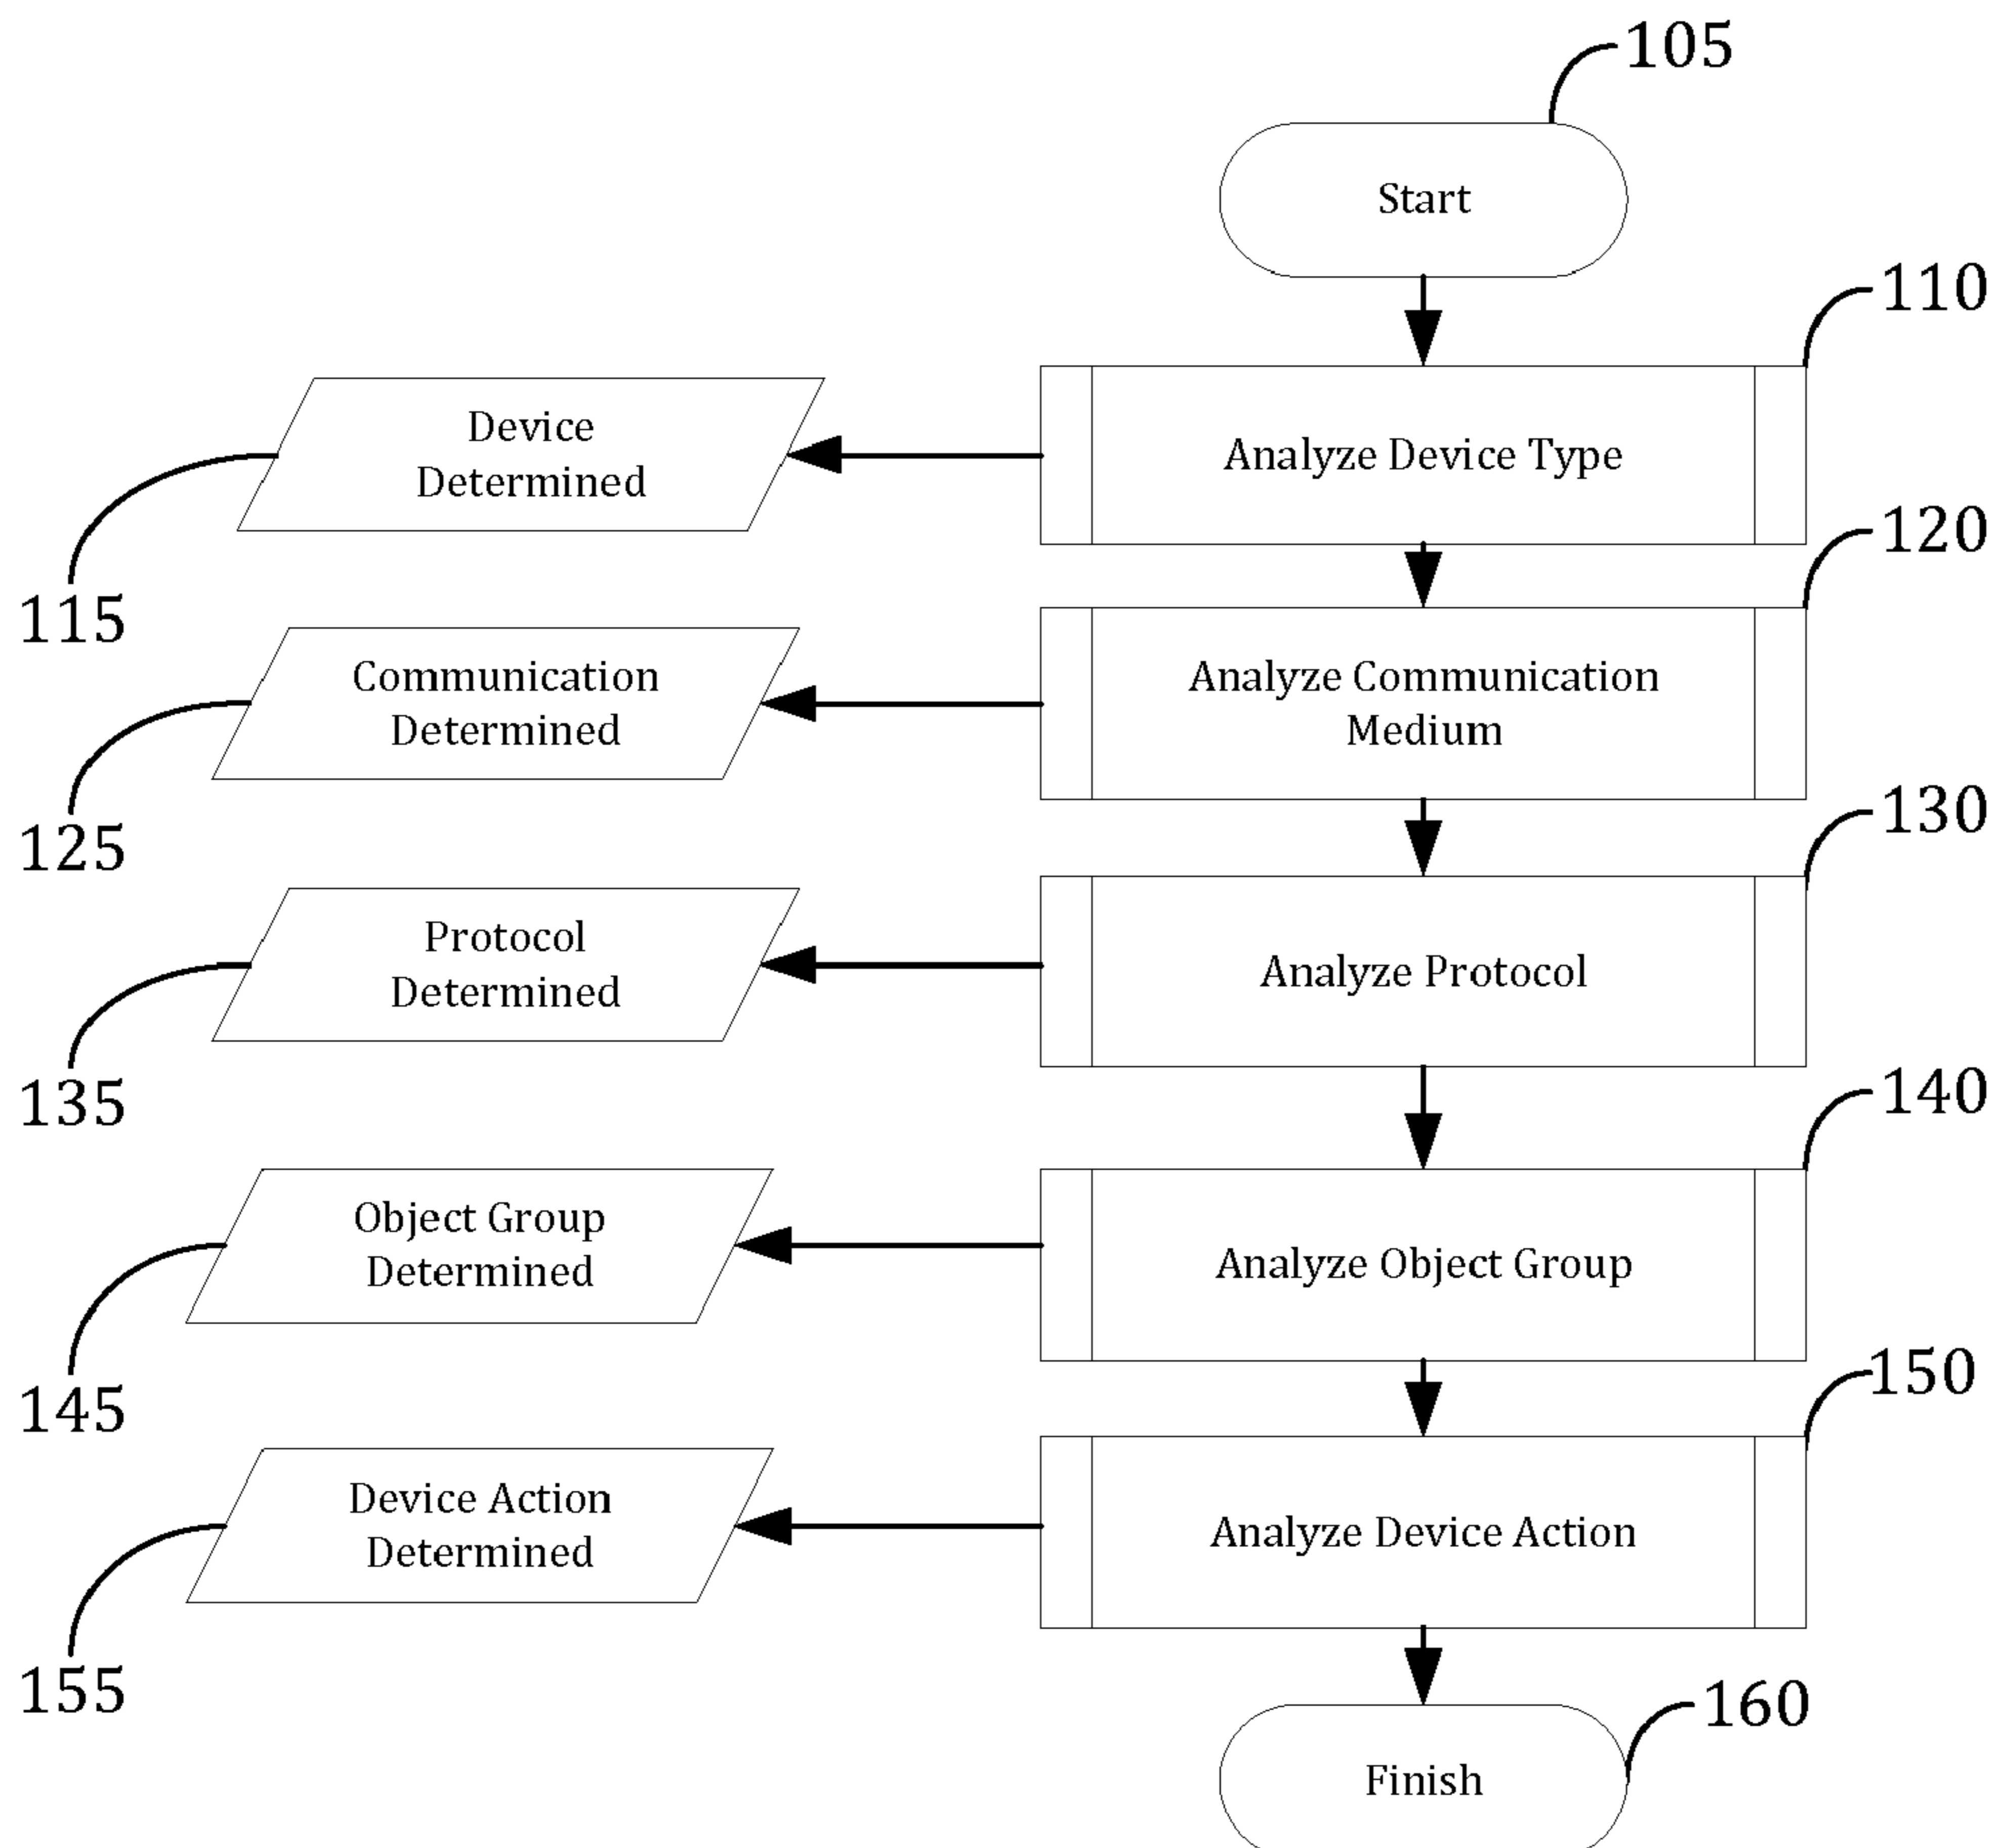 105
Start
110
Device
Determined
Analyze Device Type
115
120
Communication
Determined
Analyze Communication
Medium
125
130
Protocol
Determined
Analyze Protocol
135
140
Object Group
Determined
Analyze Object Group
145
150
Device Action
Determined
Analyze Device Action
155
160
Finish